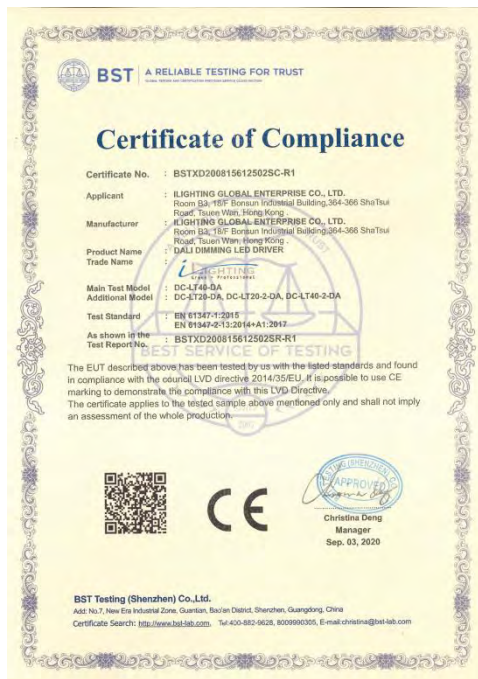 BST A RELIABLE TESTING FOR TRUST
Certificate of Compliance
Certificate No. : BSTXD200815612502SC-R1
Applicant : ILIGHTING GLOBAL ENTERPRISE CO., LTD.
Room B3, 18/F Bonsun Industrial Building,364-366 ShaTsui
Road, Tsuen Wan, Hong Kong .
Manufacturer : ILIGHTING GLOBAL ENTERPRISE CO., LTD.
Room B3, 18/F Bonsun Industrial Building,364-366 ShaTsui
Road, Tsuen Wan, Hong Kong .
Product Name : DALI DIMMING LED DRIVER
Trade Name :
iLIGHTING
Group - Professional
Main Test Model : DC-LT40-DA
Additional Model : DC-LT20-DA, DC-LT20-2-DA, DC-LT40-2-DA
Test Standard : EN 61347-1:2015
EN 61347-2-13:2014+A1:2017
As shown in the
Test Report No. : BSTXD200815612502SR-R1
BEST SERVICE OF TESTING
The EUT described above has been tested by us with the listed standards and found
in compliance with the council LVD directive 2014/35/EU. It is possible to use CE
marking to demonstrate the compliance with this LVD Directive.
The certificate applies to the tested sample above mentioned only and shall not imply
an assessment of the whole production.
CE
TESTING (SHENZHEN) CO
APPROVED
Christina Deng
Manager
Sep. 03, 2020
BST Testing (Shenzhen) Co.,Ltd.
Add: No.7, New Era Industrial Zone, Guantian, Bao'an District, Shenzhen, Guangdong, China
Certificate Search: http://www.bst-lab.com, Tel:400-882-9628, 8009990305, E-mail:christina@bst-lab.com